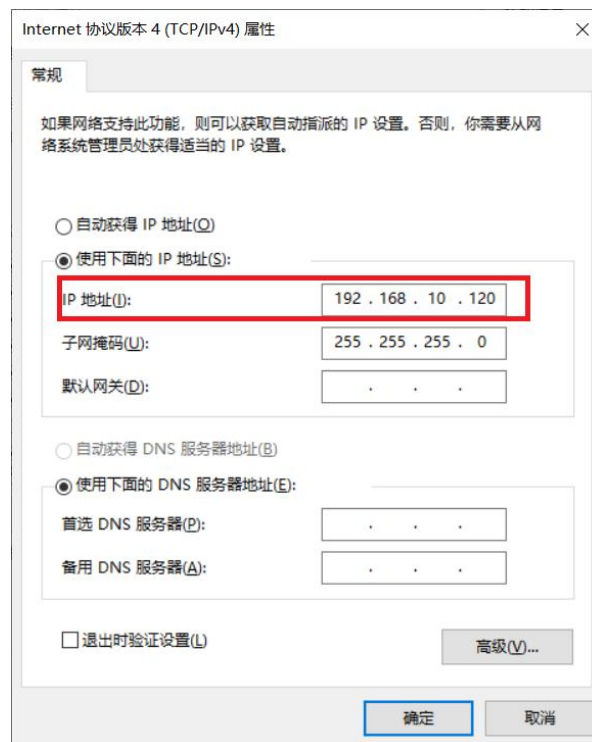 Internet 协议版本 4 (TCP/IPv4) 属性
常规
如果网络支持此功能，则可以获取自动指派的 IP 设置。否则，你需要从网
络系统管理员处获得适当的 IP 设置。
自动获得 IP 地址(O)
使用下面的 IP 地址(S):
IP 地址(I): 192 . 168 . 10 . 120
子网掩码(U): 255 . 255 . 255 . 0
默认网关(D): . . .
自动获得 DNS 服务器地址(B)
使用下面的 DNS 服务器地址(E):
首选 DNS 服务器(P): . . .
备用 DNS 服务器(A): . . .
退出时验证设置(L)
高级(V)...
确定 取消